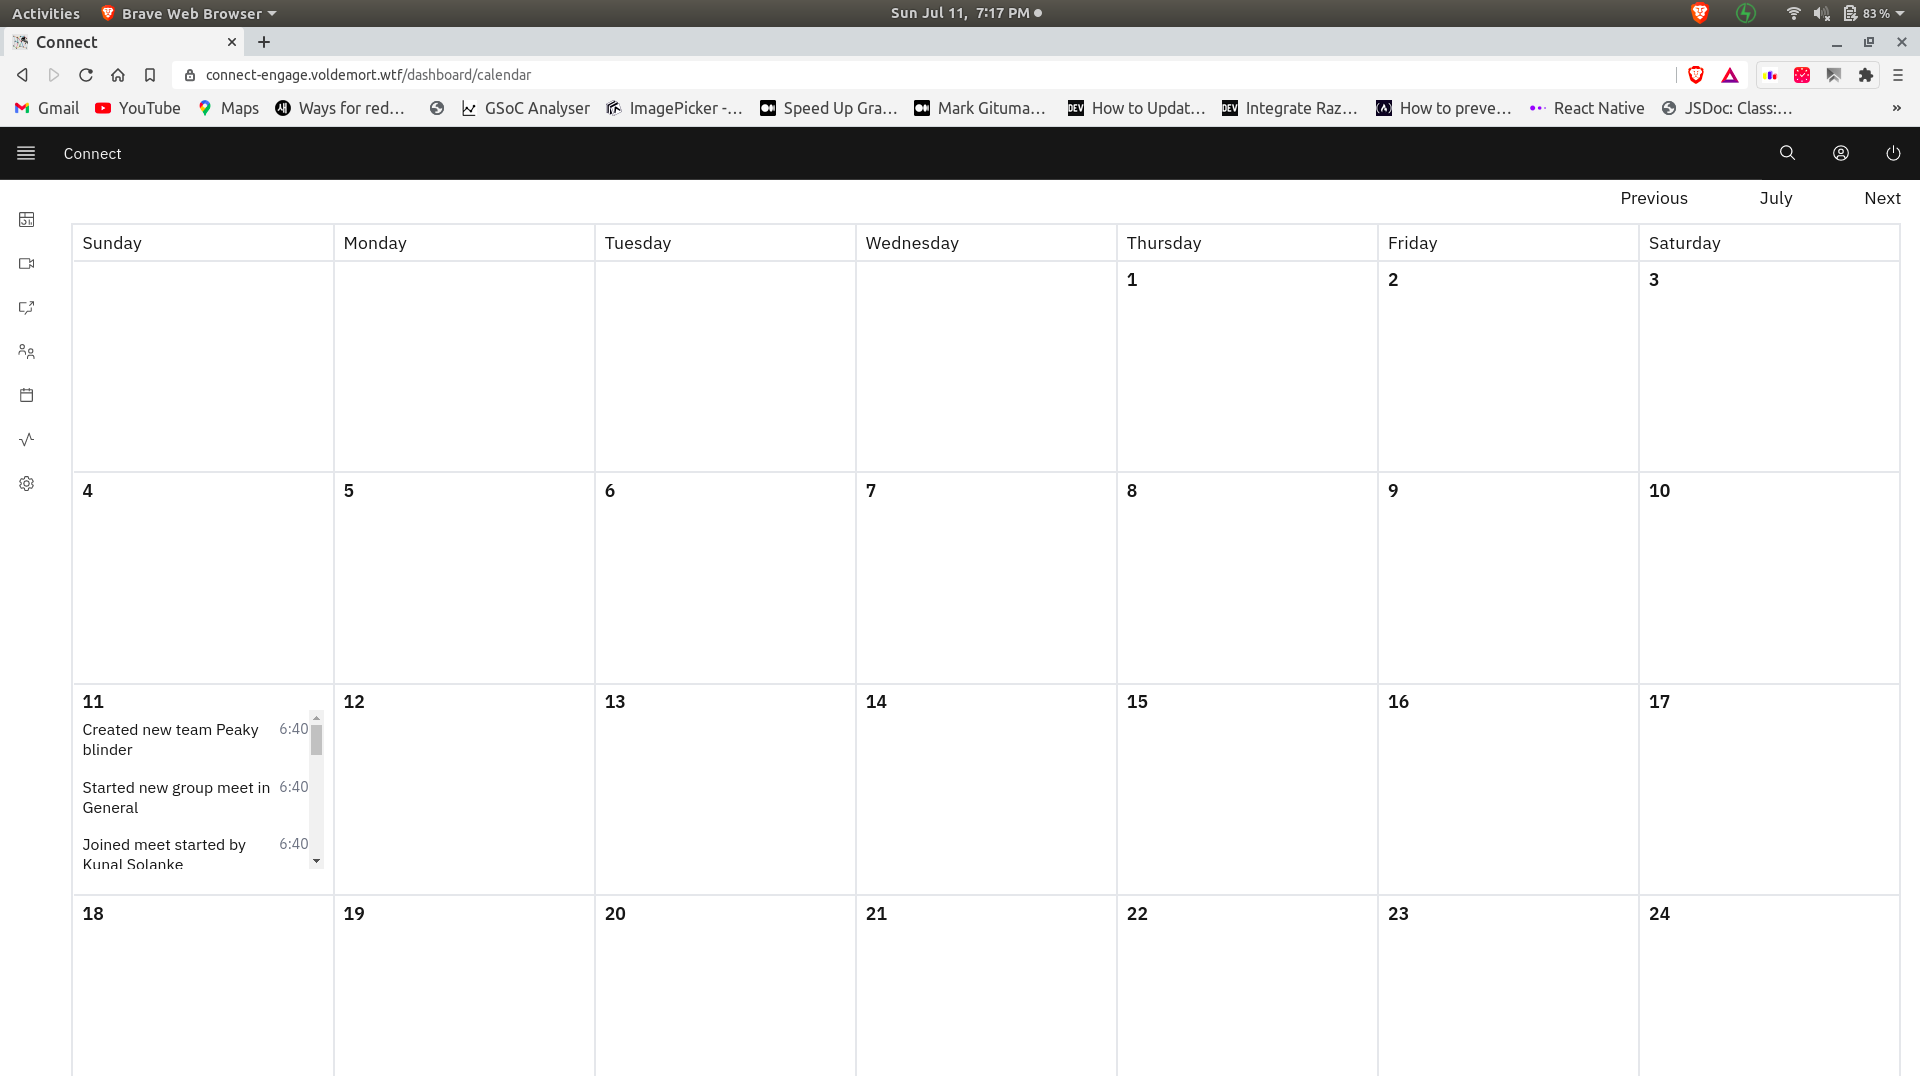 Activities Brave Web Browser Sun Jul 11, 7:17 PM 83 %
Connect
connect-engage.voldemort.wtf/dashboard/calendar
Gmail YouTube Maps Ways for red... GSoC Analyser ImagePicker -... Speed Up Gra... Mark Gituma... DEV How to Updat... DEV Integrate Raz... How to preve... React Native JSDoc: Class:... »
Connect
Previous July Next
Sunday Monday Tuesday Wednesday Thursday Friday Saturday
1 2 3
4 5 6 7 8 9 10
11 12 13 14 15 16 17
Created new team Peaky 6:40
blinder
Started new group meet in 6:40
General
Joined meet started by 6:40
Kunal Solanke
18 19 20 21 22 23 24